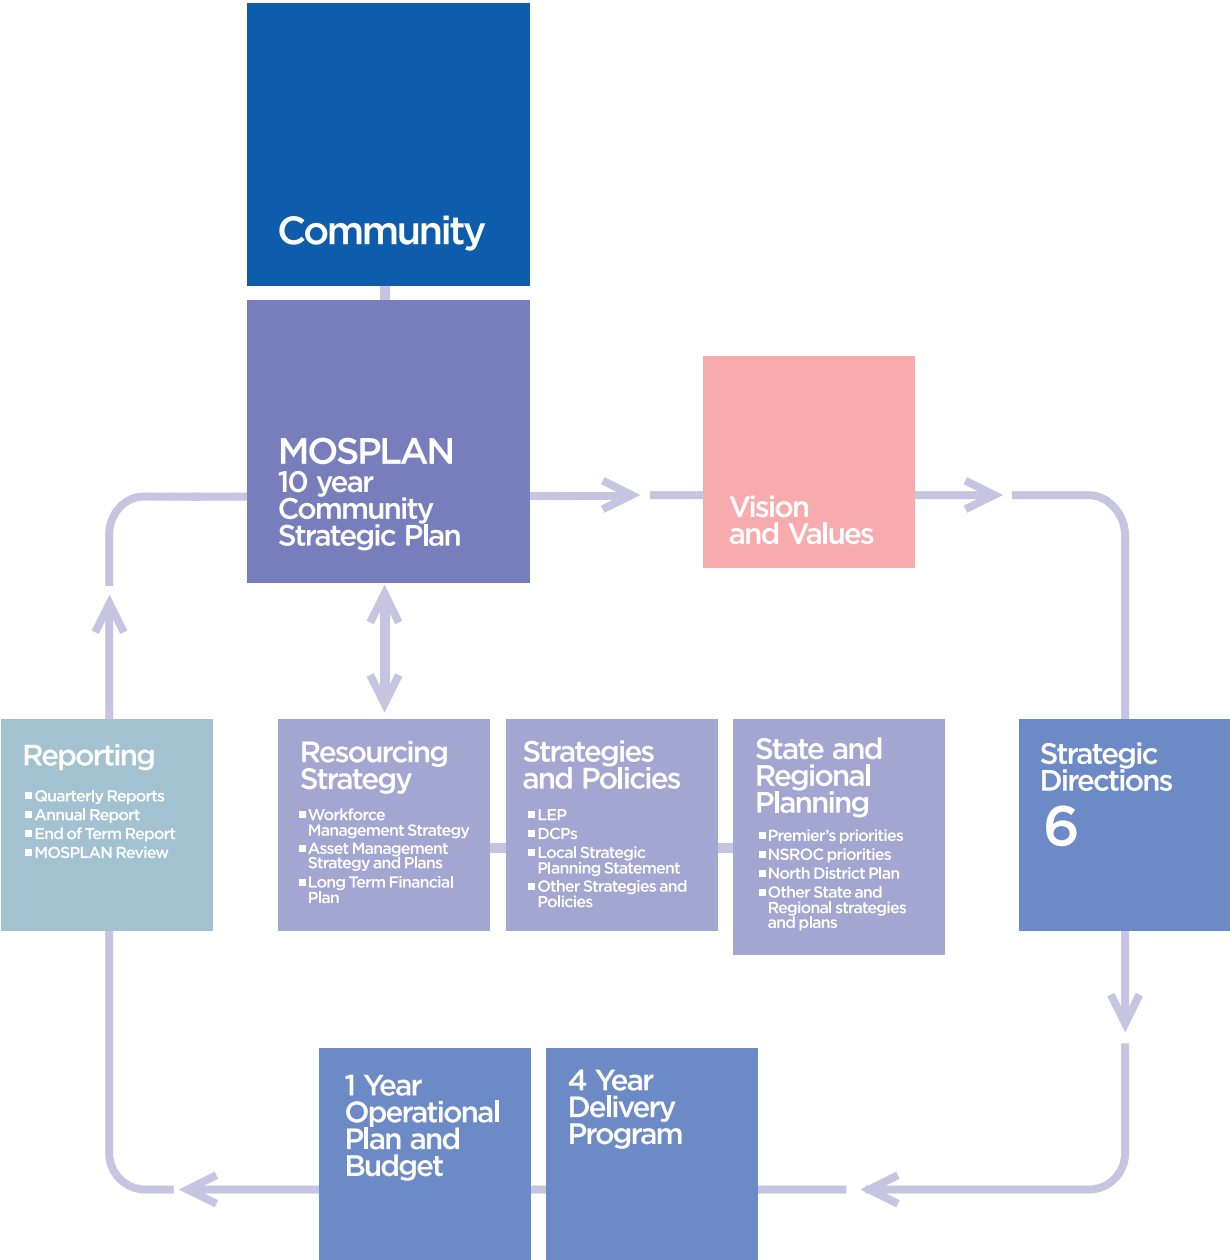 Community
MOSPLAN
10 year
Community
Strategic Plan
Vision
and Values
Reporting
Quarterly Reports
Annual Report
End of Term Report
MOSPLAN Review
Resourcing
Strategy
Workforce
Management Strategy
Asset Management
Strategy and Plans
Long Term Financial
Plan
Strategies
and Policies
LEP
DCPs
Local Strategic
Planning Statement
Other Strategies and
Policies
State and
Regional
Planning
Premier's priorities
NSROC priorities
North District Plan
Other State and
Regional strategies
and plans
Strategic
Directions
6
1 Year
Operational
Plan and
Budget
4 Year
Delivery
Program